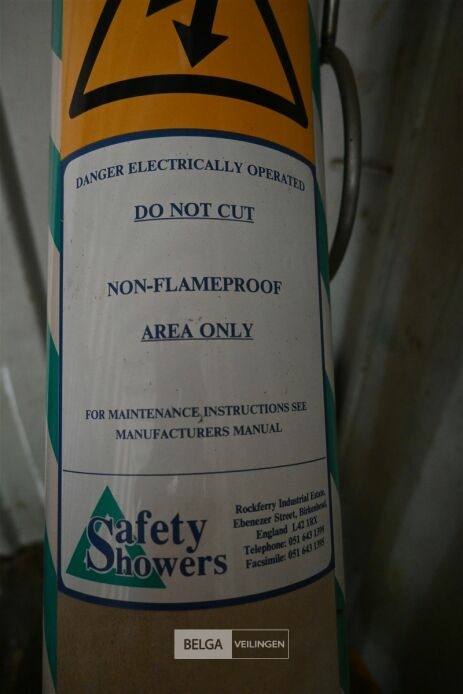 DANGER ELECTRICALLY OPERATED
DO NOT CUT
NON-FLAMEPROOF
AREA ONLY
FOR MAINTENANCE INSTRUCTIONS SEE
MANUFACTURERS MANUAL
Safety
Showers
Rockferry Industrial Estate,
Ebenezer Street, Birkenhead,
England L42 1RX
Telephone: 051 643 1395
Facsimile: 051 643 1395
BELGA VEILINGEN